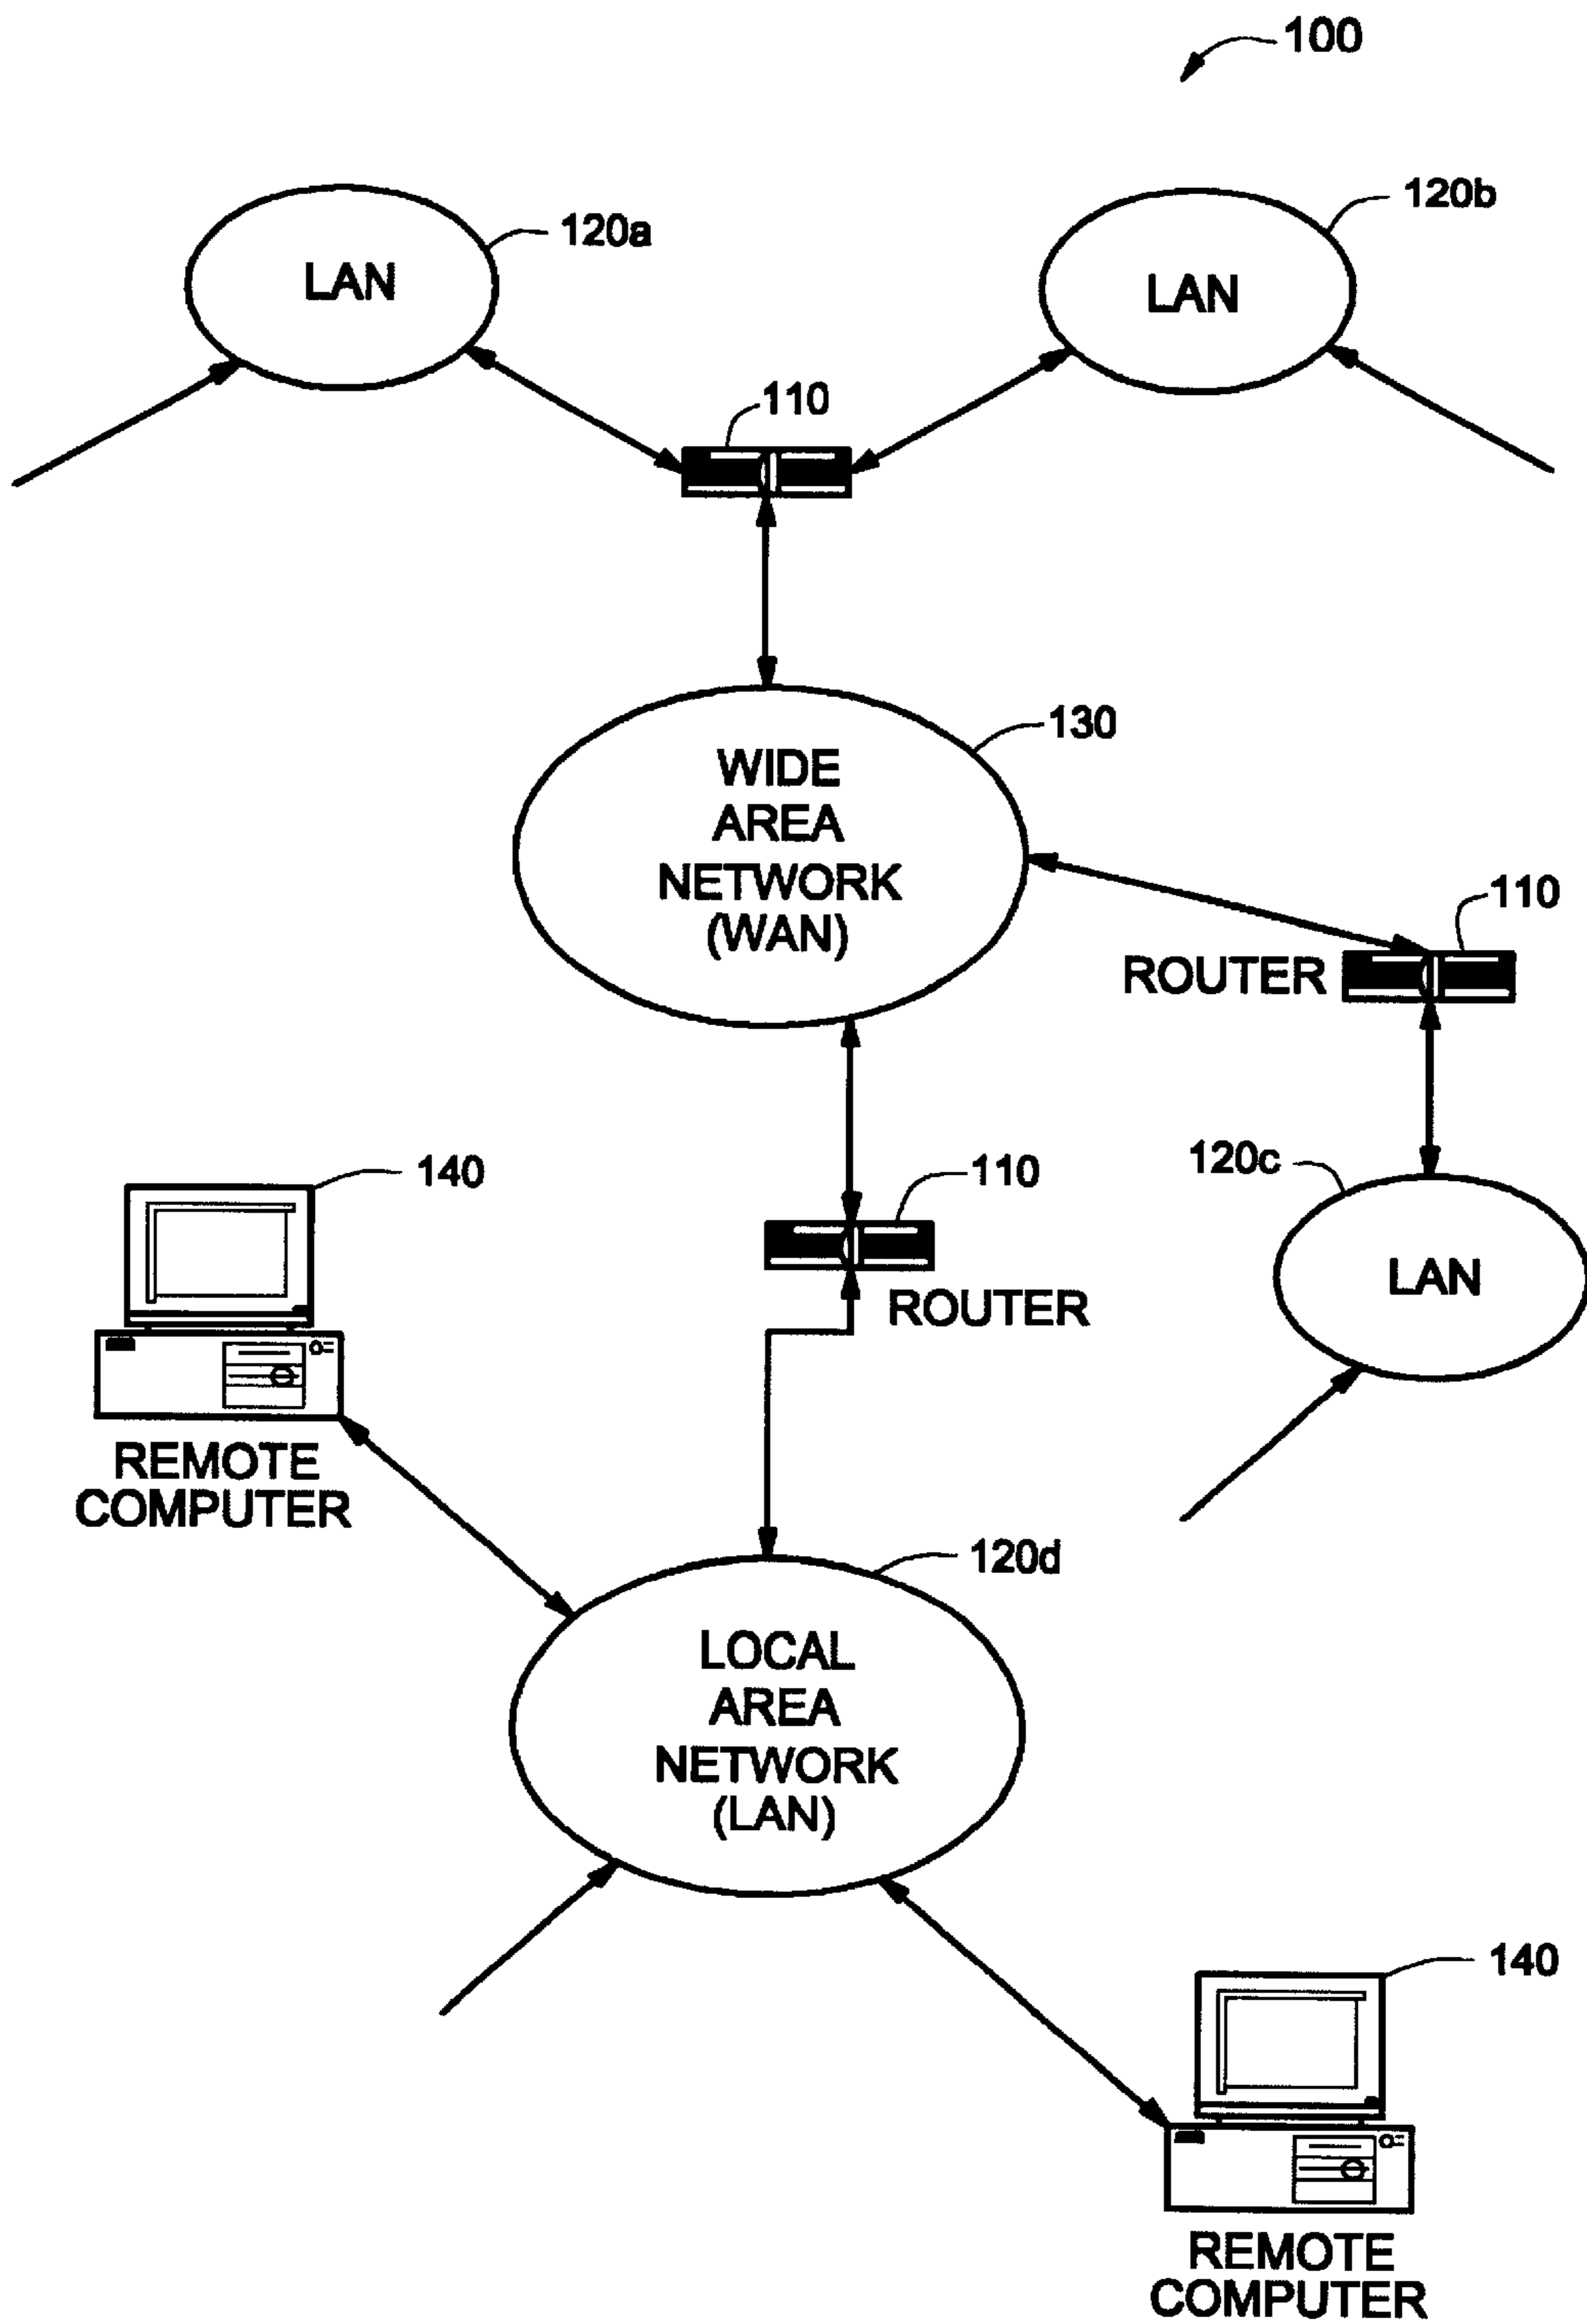 100
120a
LAN
120b
LAN
110
130
WIDE
AREA
NETWORK
(WAN)
110
ROUTER
140
110
ROUTER
120c
LAN
REMOTE
COMPUTER
120d
LOCAL
AREA
NETWORK
(LAN)
140
REMOTE
COMPUTER